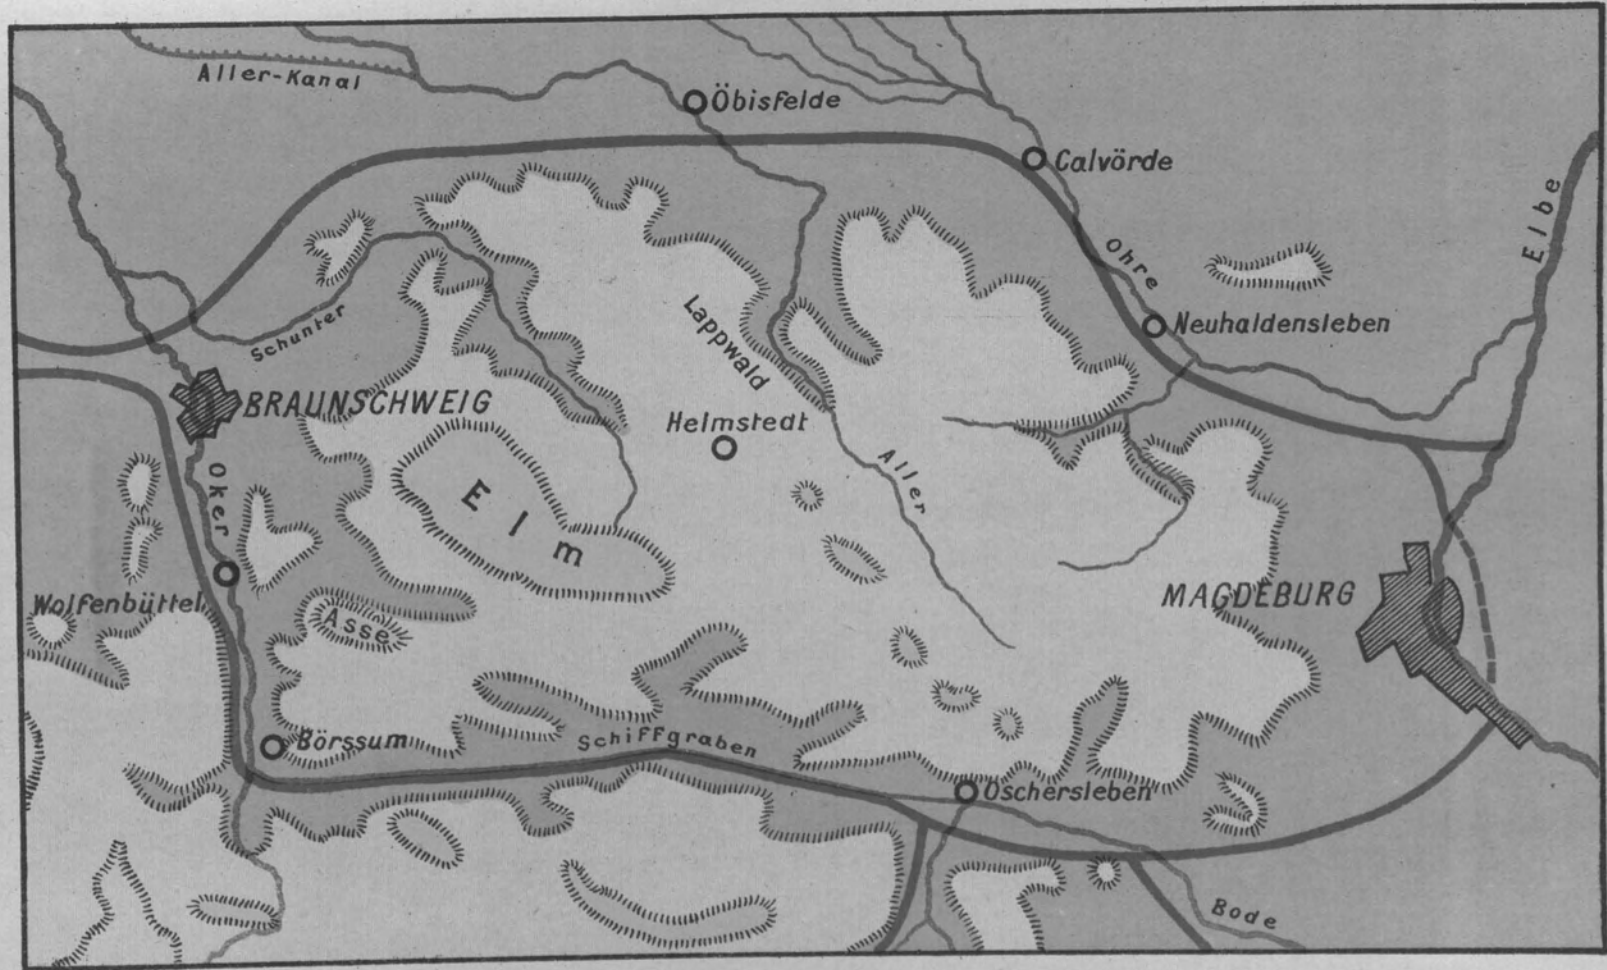 Aller-Kanal
Öbisfelde
Calvörde
Elbe
Ohre
Schunter
Lappwald
Neuhaldensleben
BRAUNSCHWEIG
Helmstedt
Oker
Elm
Aller
Wolfenbüttel
Asse
MAGDEBURG
Börssum
Schiffgraben
Oschersleben
Bode